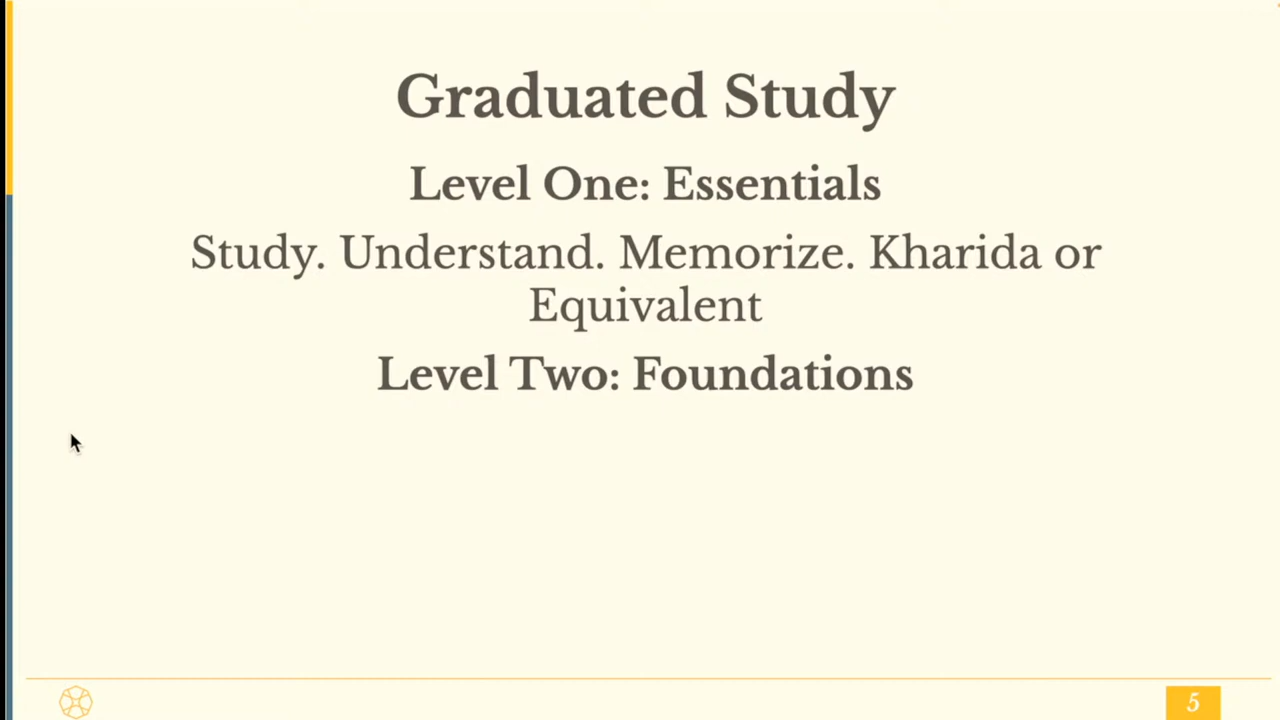 Graduated Study
Level One: Essentials
Study. Understand. Memorize. Kharida or
Equivalent
Level Two: Foundations
5